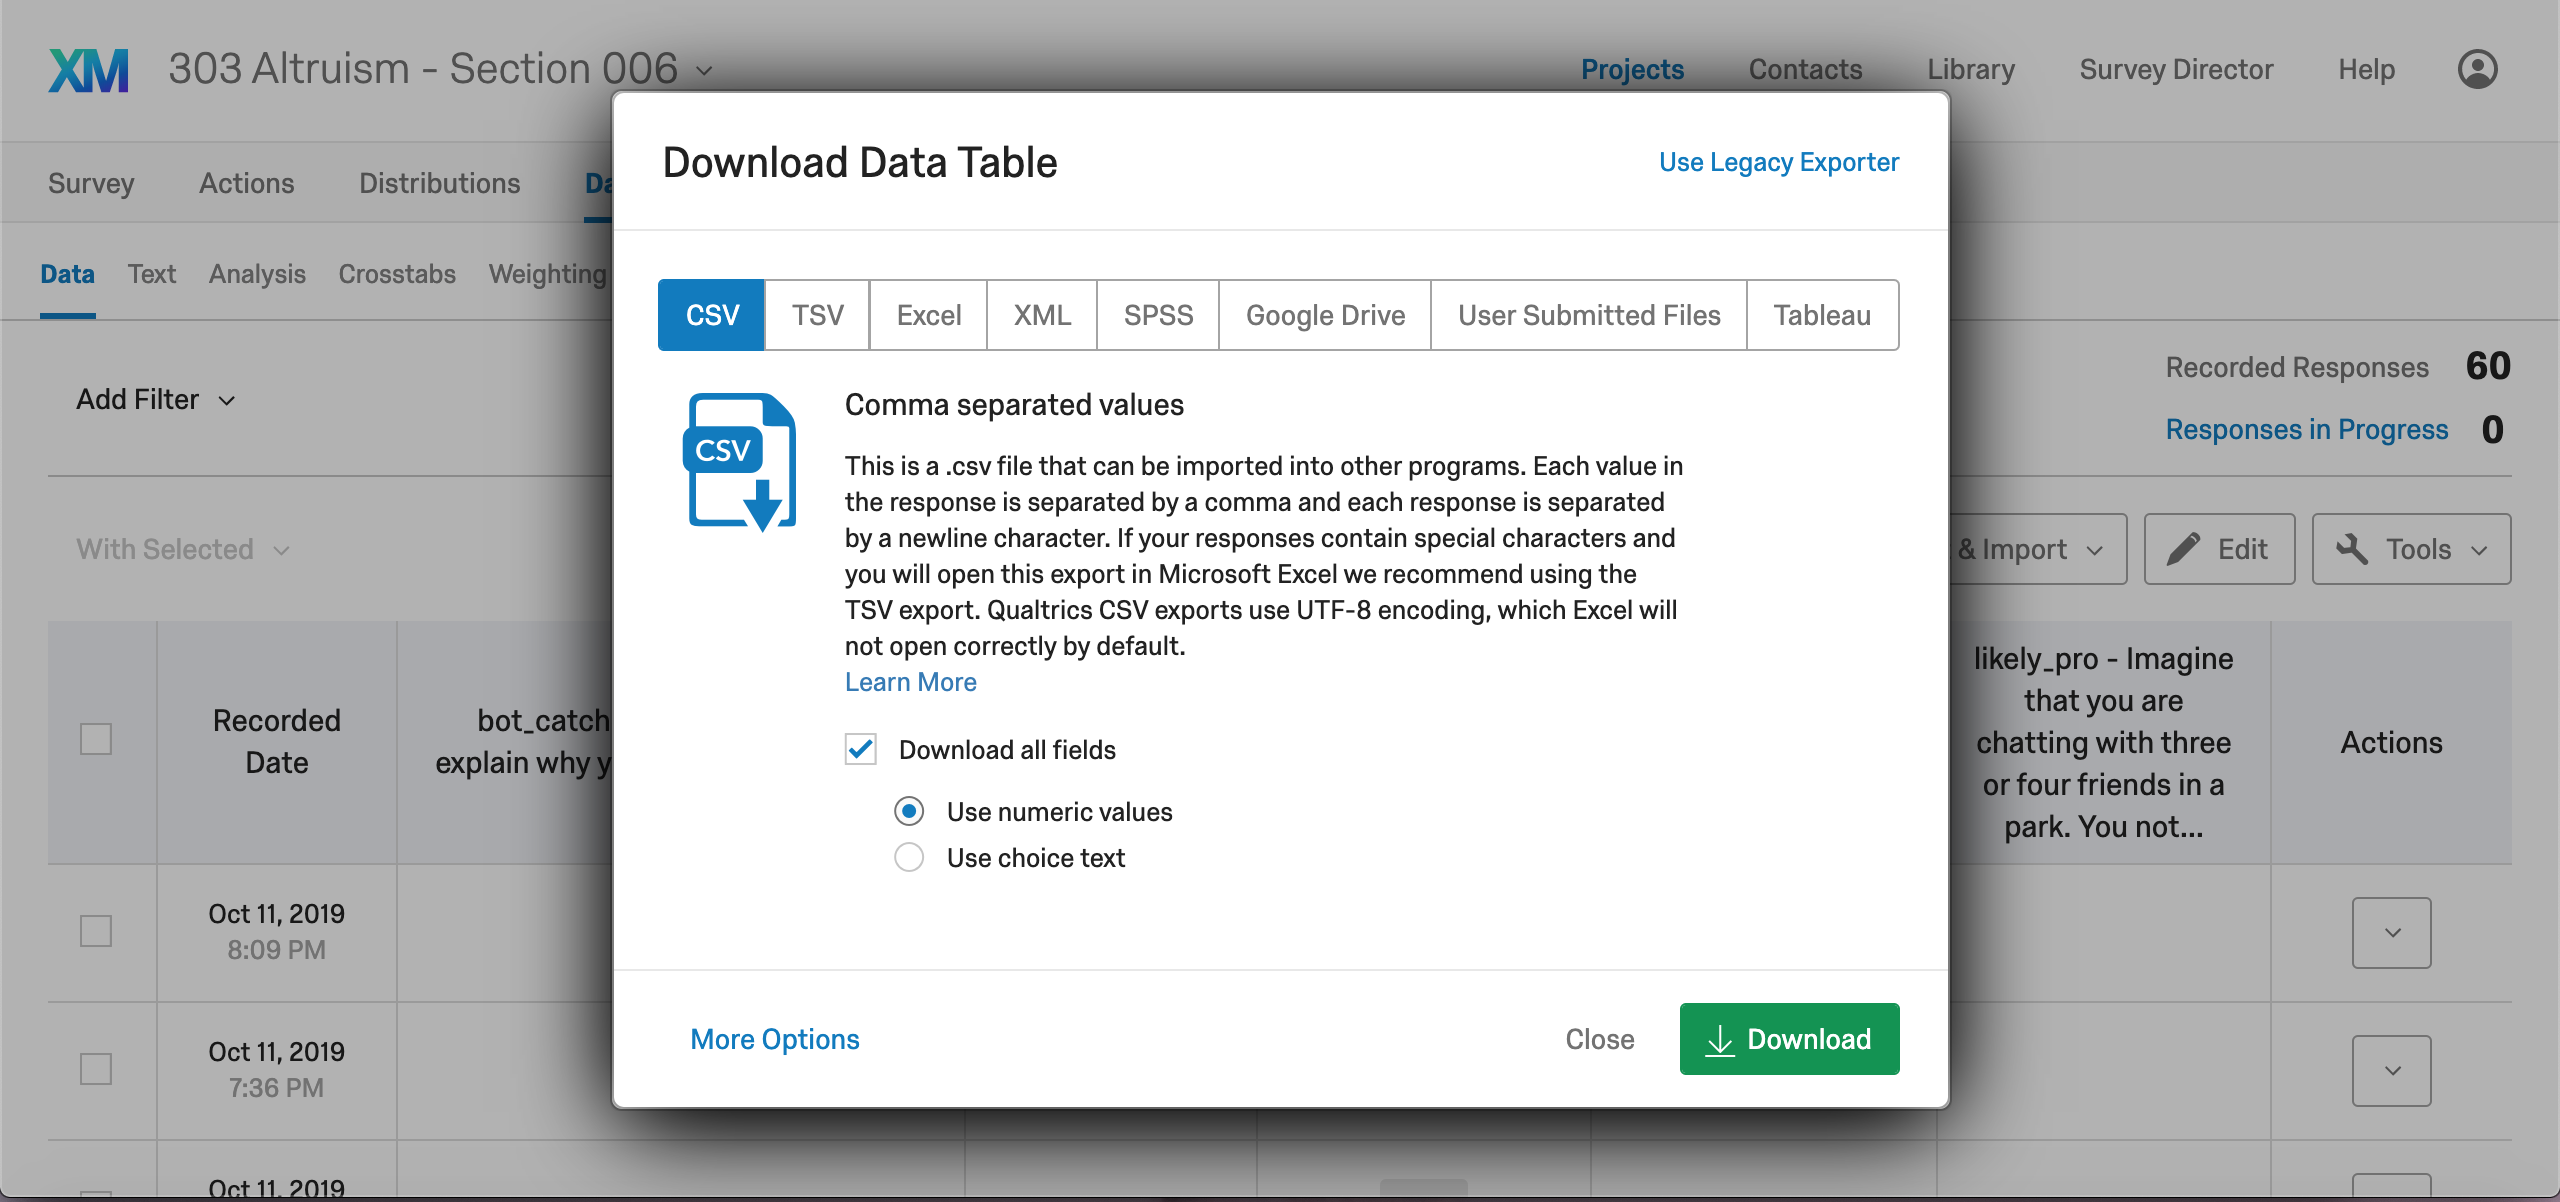 XM
303 Altruism - Section 006
Projects
Contacts
Library
Survey Director
Help
Survey
Actions
Distributions
Da
Data
Text
Analysis
Crosstabs
Weighting
Add Filter
Recorded Responses 60
Responses in Progress 0
With Selected
& Import
Edit
Tools
Recorded
Date
bot_catch
explain why y
likely_pro - Imagine
that you are
chatting with three
or four friends in a
park. You not...
Actions
Oct 11, 2019
8:09 PM
Oct 11, 2019
7:36 PM
Oct 11, 2019
Download Data Table
Use Legacy Exporter
CSV
TSV
Excel
XML
SPSS
Google Drive
User Submitted Files
Tableau
CSV
Comma separated values
This is a .csv file that can be imported into other programs. Each value in
the response is separated by a comma and each response is separated
by a newline character. If your responses contain special characters and
you will open this export in Microsoft Excel we recommend using the
TSV export. Qualtrics CSV exports use UTF-8 encoding, which Excel will
not open correctly by default.
Learn More
Download all fields
Use numeric values
Use choice text
More Options
Close
Download